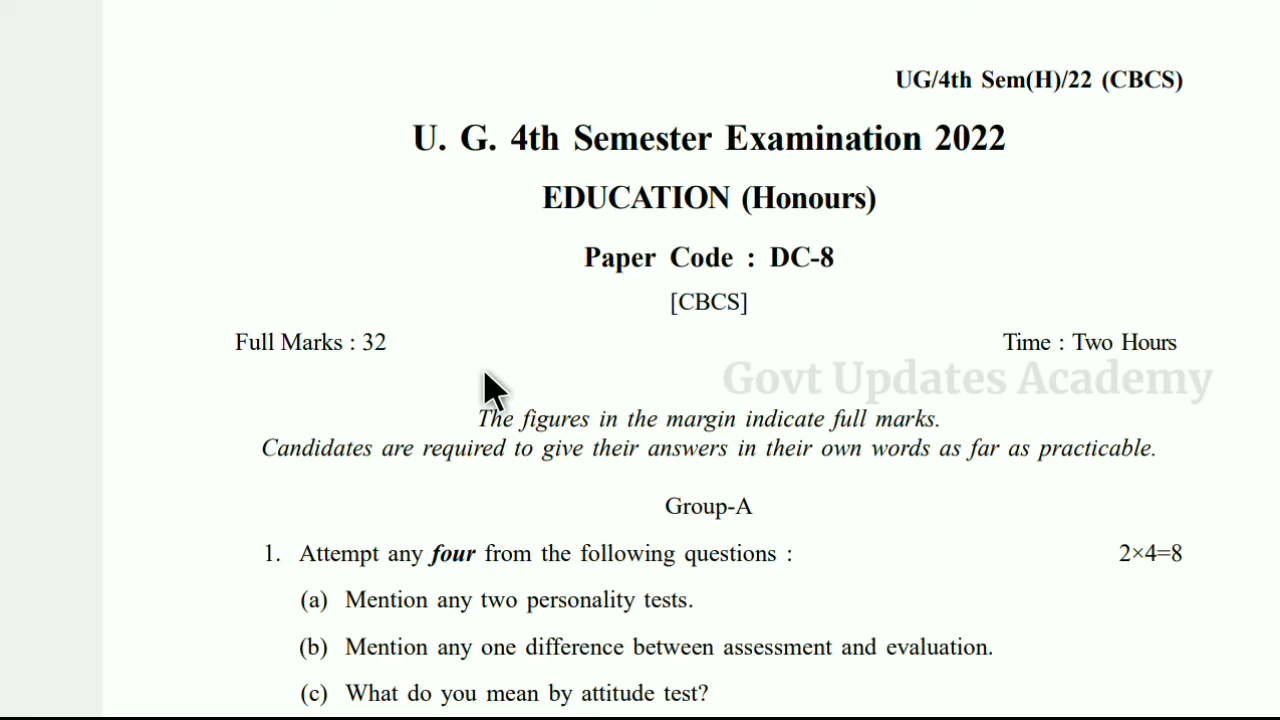 UG/4th Sem(H)/22 (CBCS)
U. G. 4th Semester Examination 2022
EDUCATION (Honours)
Paper Code : DC-8
[CBCS]
Full Marks : 32 Time : Two Hours
Govt Updates Academy
The figures in the margin indicate full marks.
Candidates are required to give their answers in their own words as far as practicable.
Group-A
1. Attempt any four from the following questions : 2×4=8
(a) Mention any two personality tests.
(b) Mention any one difference between assessment and evaluation.
(c) What do you mean by attitude test?